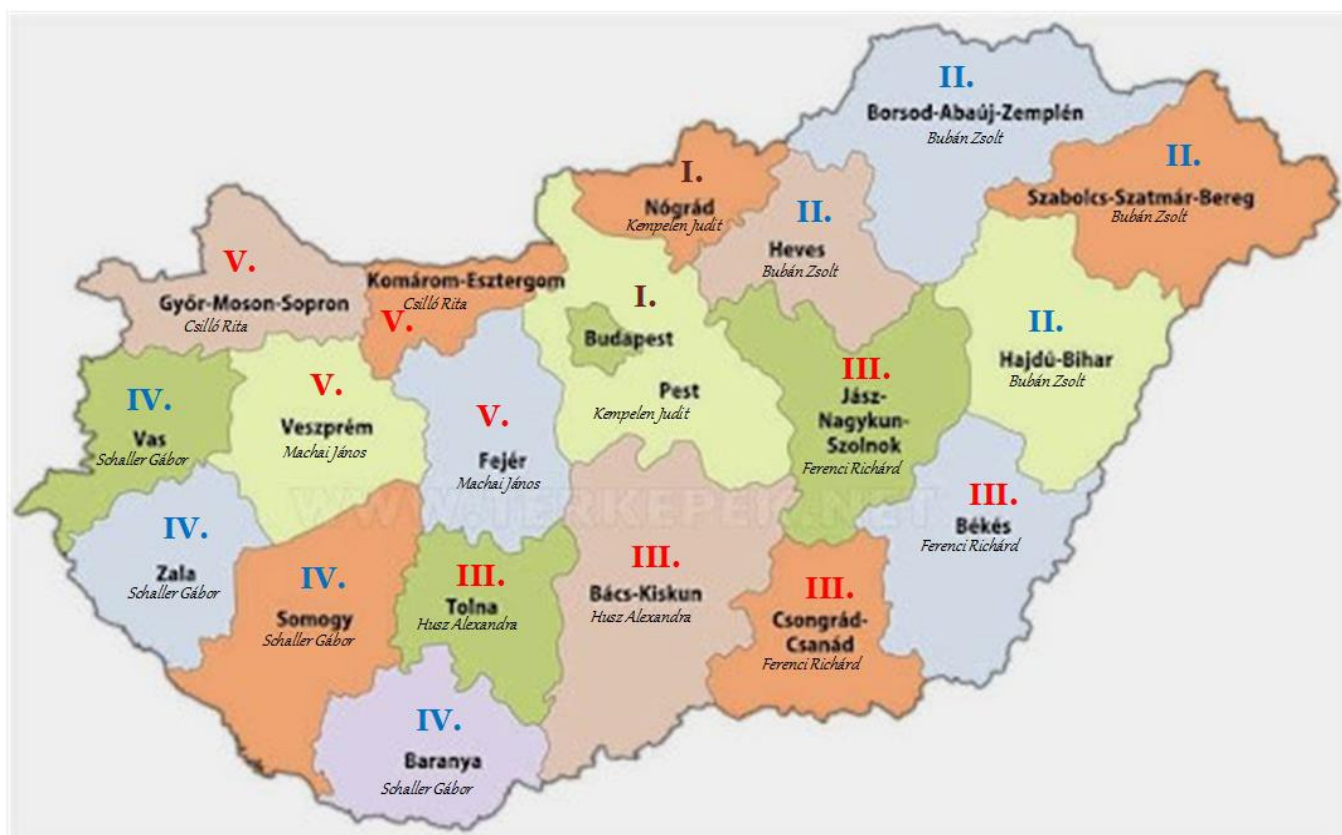 II.
Borsod-Abaúj-Zemplén
Bubán Zsolt
II.
Szabolcs-Szatmár-Bereg
Bubán Zsolt
I.
Nógrád
Kempelen Judit
II.
Heves
Bubán Zsolt
V.
Győr-Moson-Sopron
Csilló Rita
Komárom-Esztergom
Csilló Rita
V.
I.
Budapest
Pest
Kempelen Judit
II.
Hajdú-Bihar
Bubán Zsolt
IV.
Vas
Schaller Gábor
V.
Veszprém
Machai János
V.
Fejér
Machai János
III.
Jász-
Nagykun-
Szolnok
Ferenci Richárd
WWW.TERKEPEK.NET
III.
Békés
Ferenci Richárd
IV.
Zala
Schaller Gábor
IV.
Somogy
Schaller Gábor
III.
Tolna
Husz Alexandra
III.
Bács-Kiskun
Husz Alexandra
III.
Csongrád-
Csanád
Ferenci Richárd
IV.
Baranya
Schaller Gábor